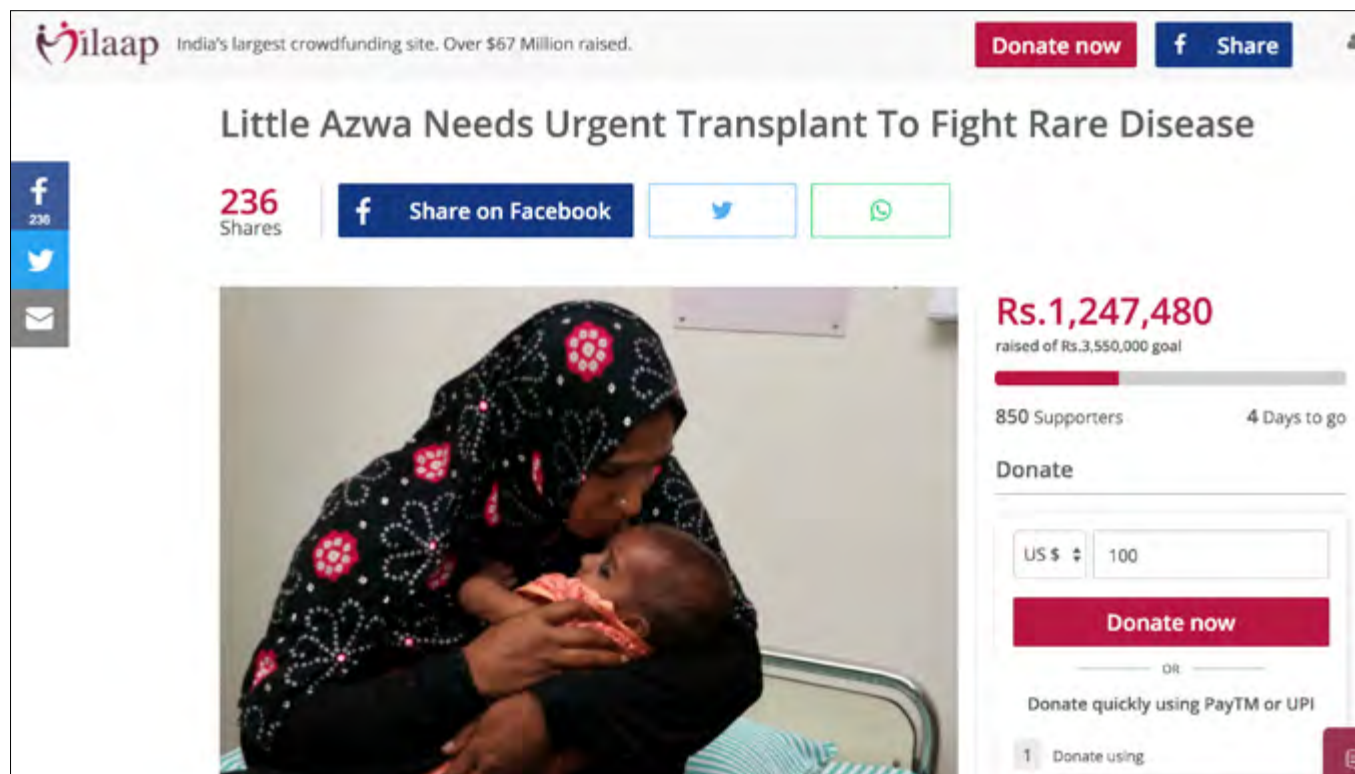 Milaap India's largest crowdfunding site. Over $67 Million raised. Donate now f Share
Little Azwa Needs Urgent Transplant To Fight Rare Disease
f
236
236
Shares
f Share on Facebook
Rs.1,247,480
raised of Rs.3,550,000 goal
850 Supporters 4 Days to go
Donate
US $ 100
Donate now
OR
Donate quickly using PayTM or UPI
1 Donate using